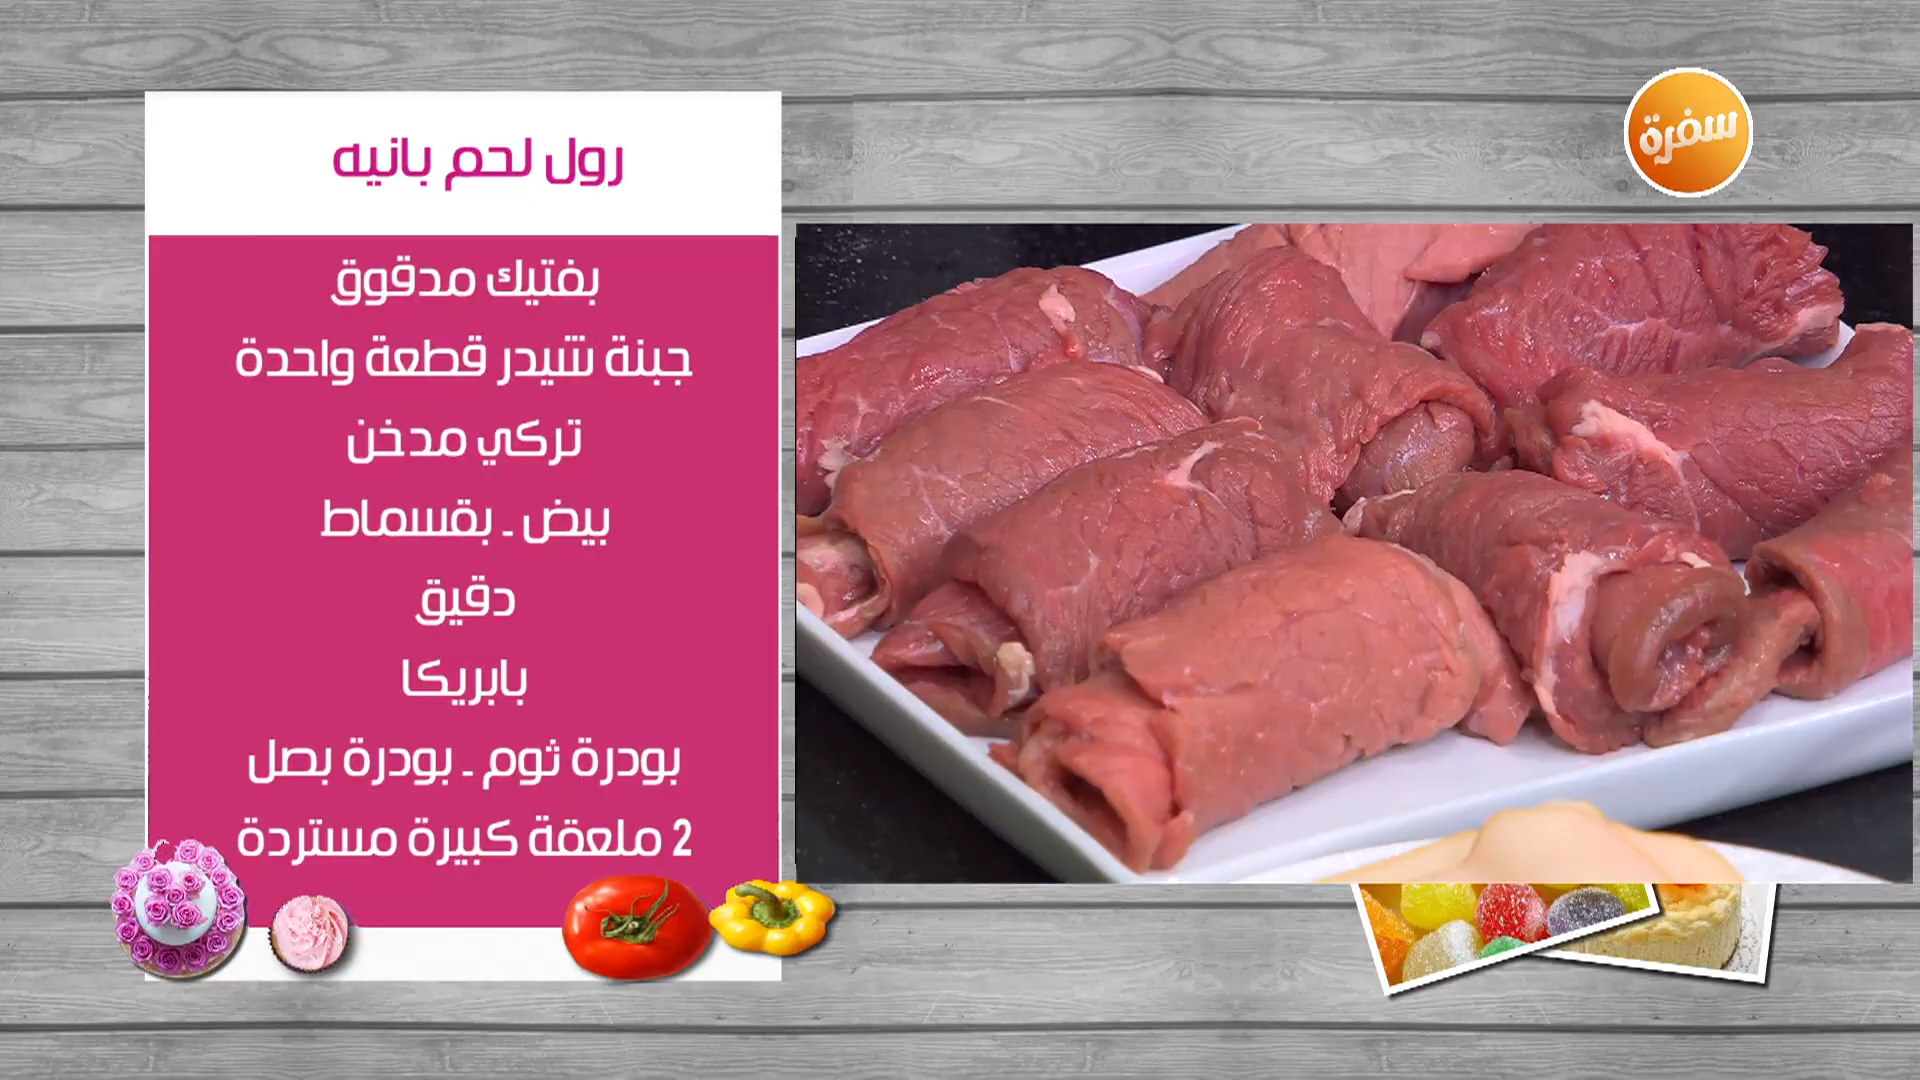 سفرة
رول لحم بانيه
بفتيك مدقوق
جبنة شيدر قطعة واحدة
تركي مدخن
بيض - بقسماط
دقيق
بابريكا
بودرة ثوم - بودرة بصل
2 ملعقة كبيرة مستردة